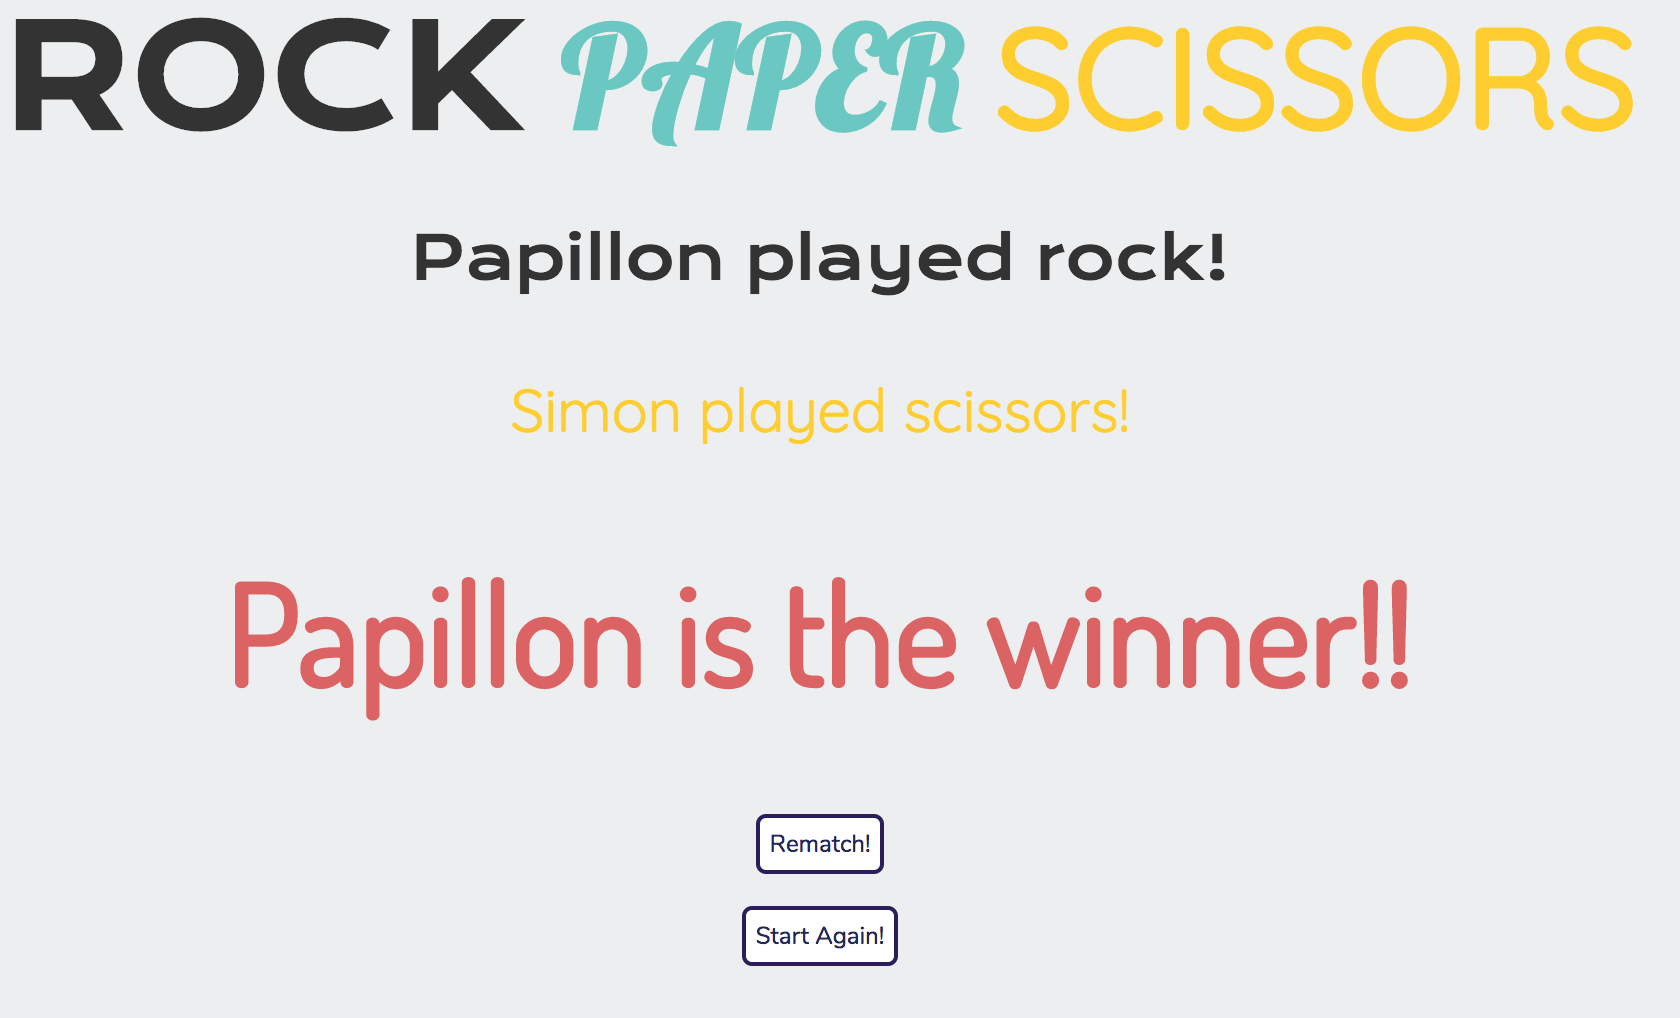 ROCK PAPER SCISSORS
Papillon played rock!
Simon played scissors!
Papillon is the winner!!
Rematch!
Start Again!